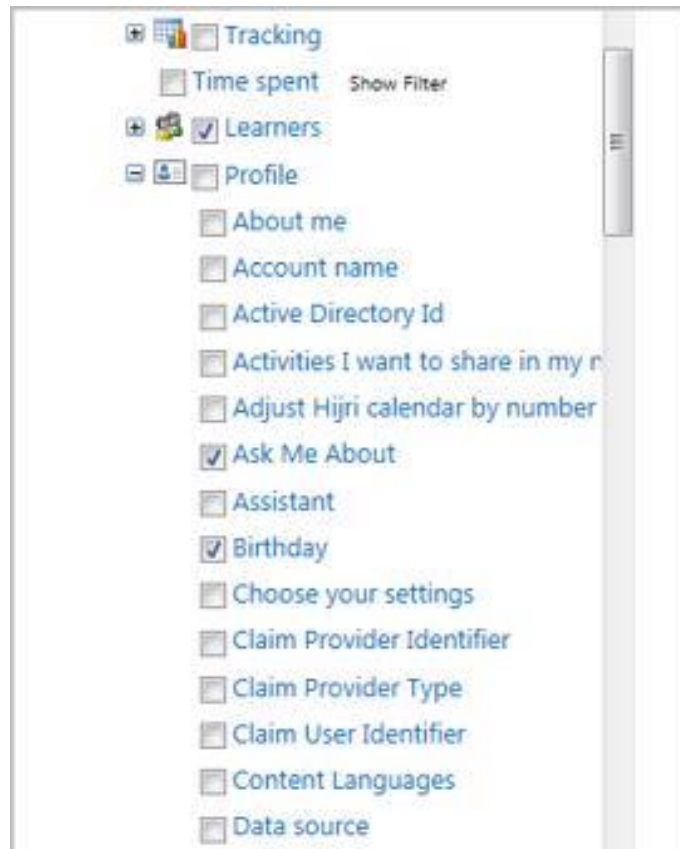 Tracking
Time spent Show Filter
Learners
Profile
About me
Account name
Active Directory Id
Activities I want to share in my
Adjust Hijri calendar by number
Ask Me About
Assistant
Birthday
Choose your settings
Claim Provider Identifier
Claim Provider Type
Claim User Identifier
Content Languages
Data source